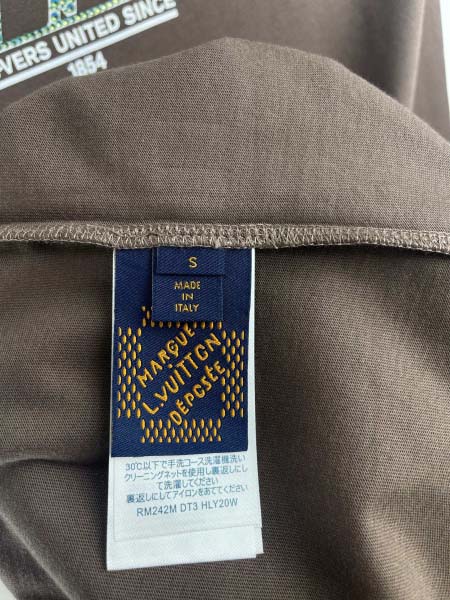 VERS UNITED SINCE
1854
S
MADE
IN
ITALY
MARQUE
L.VUITTON
DÉPOSÉE
30℃以下で手洗コース洗濯機洗い
クリーニングネットを使用し裏返しにし
て洗濯してください
裏返しにしてアイロンをあててください
RM242M DT3 HLY20W